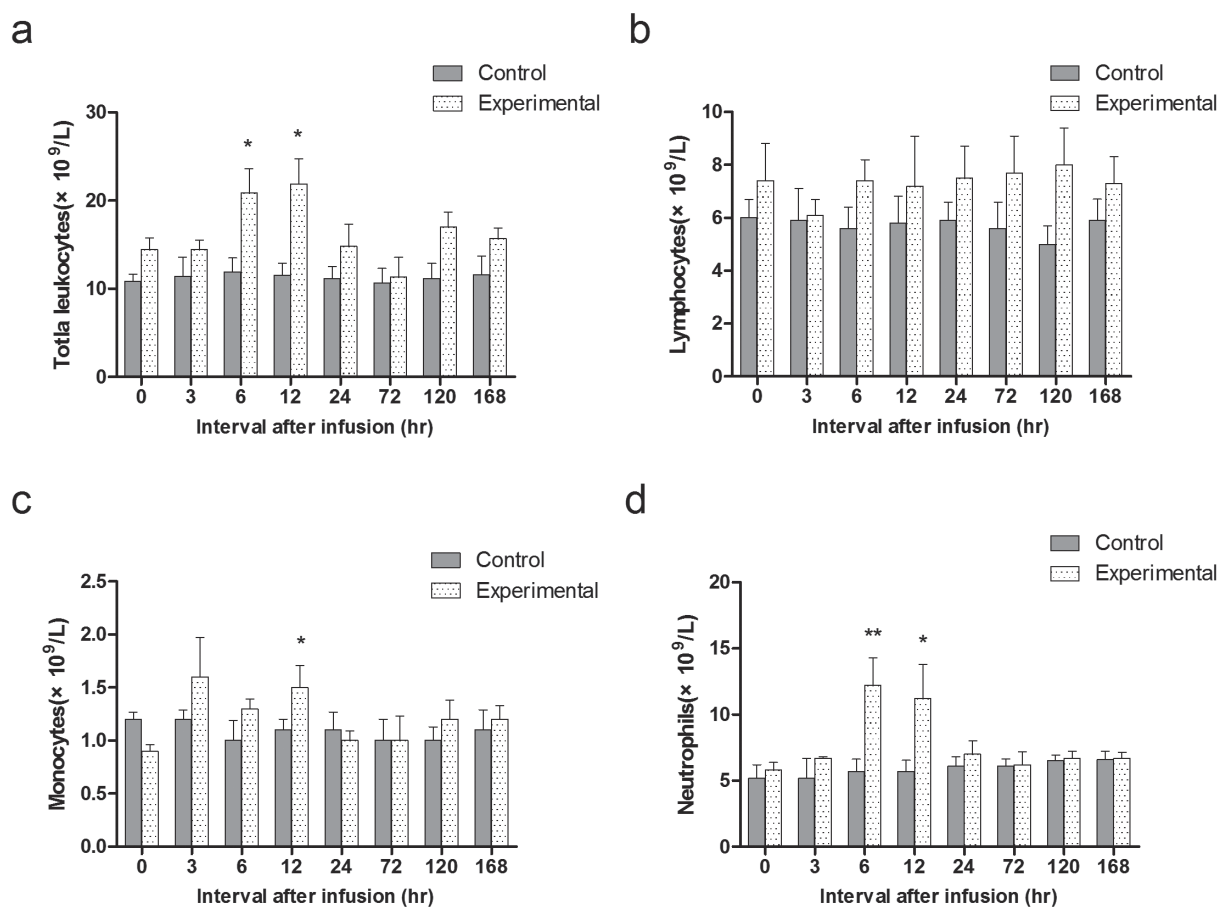 a
Control
Experimental
30
20
10
0
Totla leukocytes(× 10⁹/L)
* *
0 3 6 12 24 72 120 168
Interval after infusion (hr)
b
Control
Experimental
10
8
6
4
2
0
Lymphocytes(× 10⁹/L)
0 3 6 12 24 72 120 168
Interval after infusion (hr)
c
Control
Experimental
2.5
2.0
1.5
1.0
0.5
0.0
Monocytes(× 10⁹/L)
*
0 3 6 12 24 72 120 168
Interval after infusion (hr)
d
Control
Experimental
20
15
10
5
0
Neutrophils(× 10⁹/L)
** *
0 3 6 12 24 72 120 168
Interval after infusion (hr)